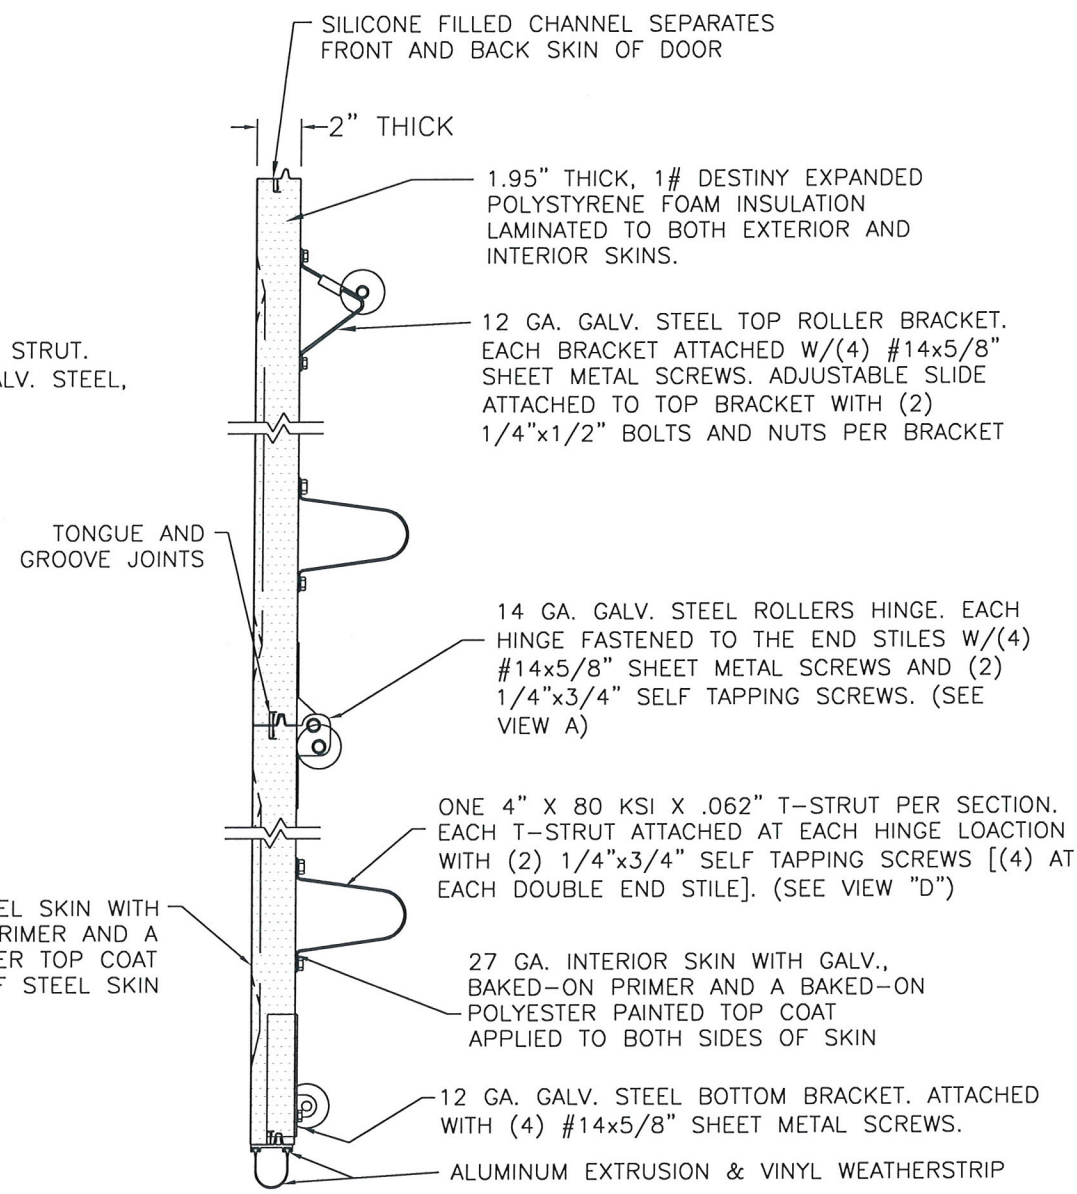 SILICONE FILLED CHANNEL SEPARATES
FRONT AND BACK SKIN OF DOOR
2" THICK
1.95" THICK, 1# DESTINY EXPANDED
POLYSTYRENE FOAM INSULATION
LAMINATED TO BOTH EXTERIOR AND
INTERIOR SKINS.
12 GA. GALV. STEEL TOP ROLLER BRACKET.
EACH BRACKET ATTACHED W/(4) #14x5/8"
SHEET METAL SCREWS. ADJUSTABLE SLIDE
ATTACHED TO TOP BRACKET WITH (2)
1/4"x1/2" BOLTS AND NUTS PER BRACKET
STRUT.
ALV. STEEL,
TONGUE AND
GROOVE JOINTS
14 GA. GALV. STEEL ROLLERS HINGE. EACH
HINGE FASTENED TO THE END STILES W/(4)
#14x5/8" SHEET METAL SCREWS AND (2)
1/4"x3/4" SELF TAPPING SCREWS. (SEE
VIEW A)
ONE 4" X 80 KSI X .062" T-STRUT PER SECTION.
EACH T-STRUT ATTACHED AT EACH HINGE LOACTION
WITH (2) 1/4"x3/4" SELF TAPPING SCREWS [(4) AT
EACH DOUBLE END STILE]. (SEE VIEW "D")
EEL SKIN WITH
PRIMER AND A
ER TOP COAT
F STEEL SKIN
27 GA. INTERIOR SKIN WITH GALV.,
BAKED-ON PRIMER AND A BAKED-ON
POLYESTER PAINTED TOP COAT
APPLIED TO BOTH SIDES OF SKIN
12 GA. GALV. STEEL BOTTOM BRACKET. ATTACHED
WITH (4) #14x5/8" SHEET METAL SCREWS.
ALUMINUM EXTRUSION & VINYL WEATHERSTRIP